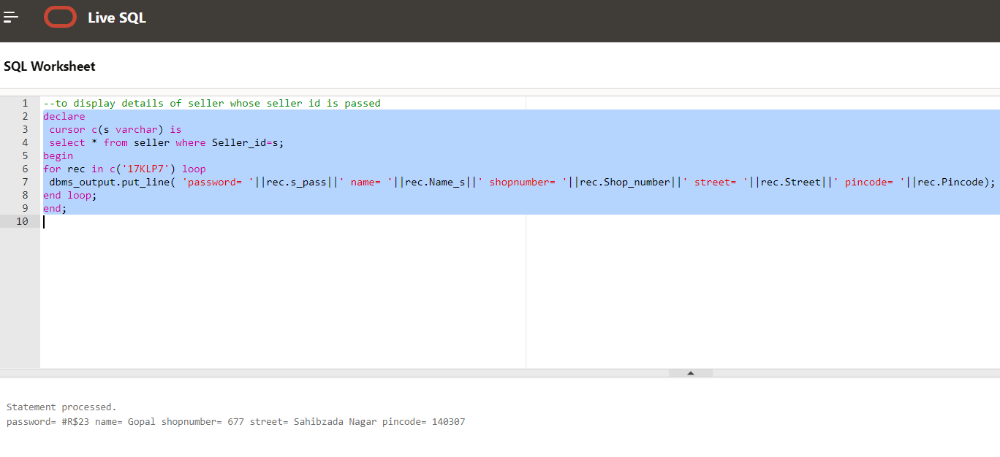 Live SQL
SQL Worksheet
1 --to display details of seller whose seller id is passed
2 declare
3 cursor c(s varchar) is
4 select * from seller where Seller_id=s;
5 begin
6 for rec in c('17KLP7') loop
7 dbms_output.put_line( 'password= '||rec.s_pass||' name= '||rec.Name_s||' shopnumber= '||rec.Shop_number||' street= '||rec.Street||' pincode= '||rec.Pincode);
8 end loop;
9 end;
10
Statement processed.
password= #R$23 name= Gopal shopnumber= 677 street= Sahibzada Nagar pincode= 140307